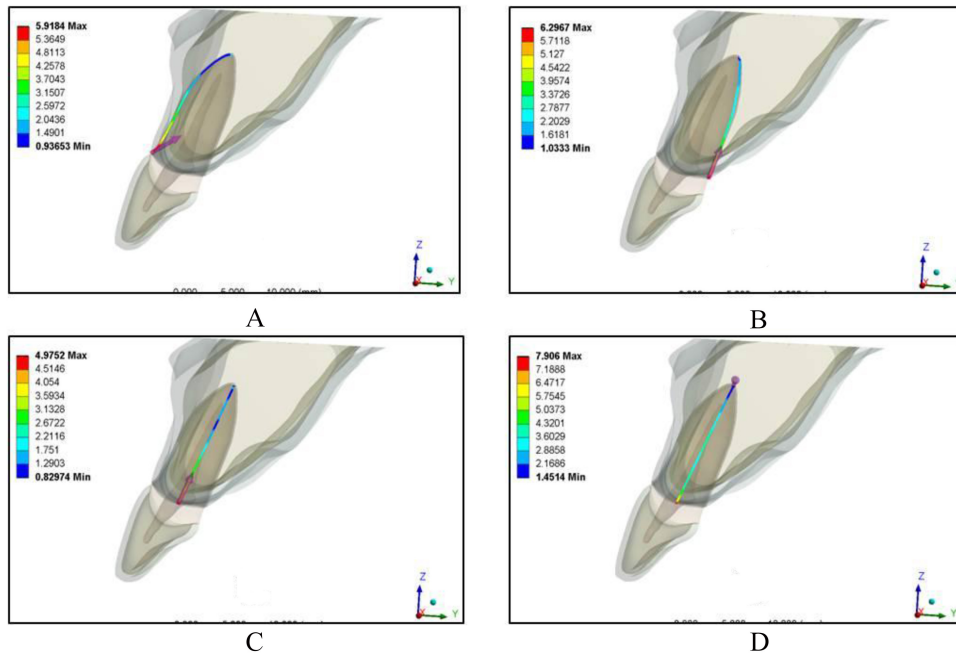 5.9184 Max
5.3649
4.8113
4.2578
3.7043
3.1507
2.5972
2.0436
1.4901
0.93653 Min
Z
X
Y
0.000 5.000 10.000 (mm)
A
6.2967 Max
5.7118
5.127
4.5422
3.9574
3.3726
2.7877
2.2029
1.6181
1.0333 Min
Z
X
B
4.9752 Max
4.5146
4.054
3.5934
3.1328
2.6722
2.2116
1.751
1.2903
0.82974 Min
Z
X
Y
C
7.906 Max
7.1888
6.4717
5.7545
5.0373
4.3201
3.6029
2.8858
2.1686
1.4514 Min
Z
X
Y
D